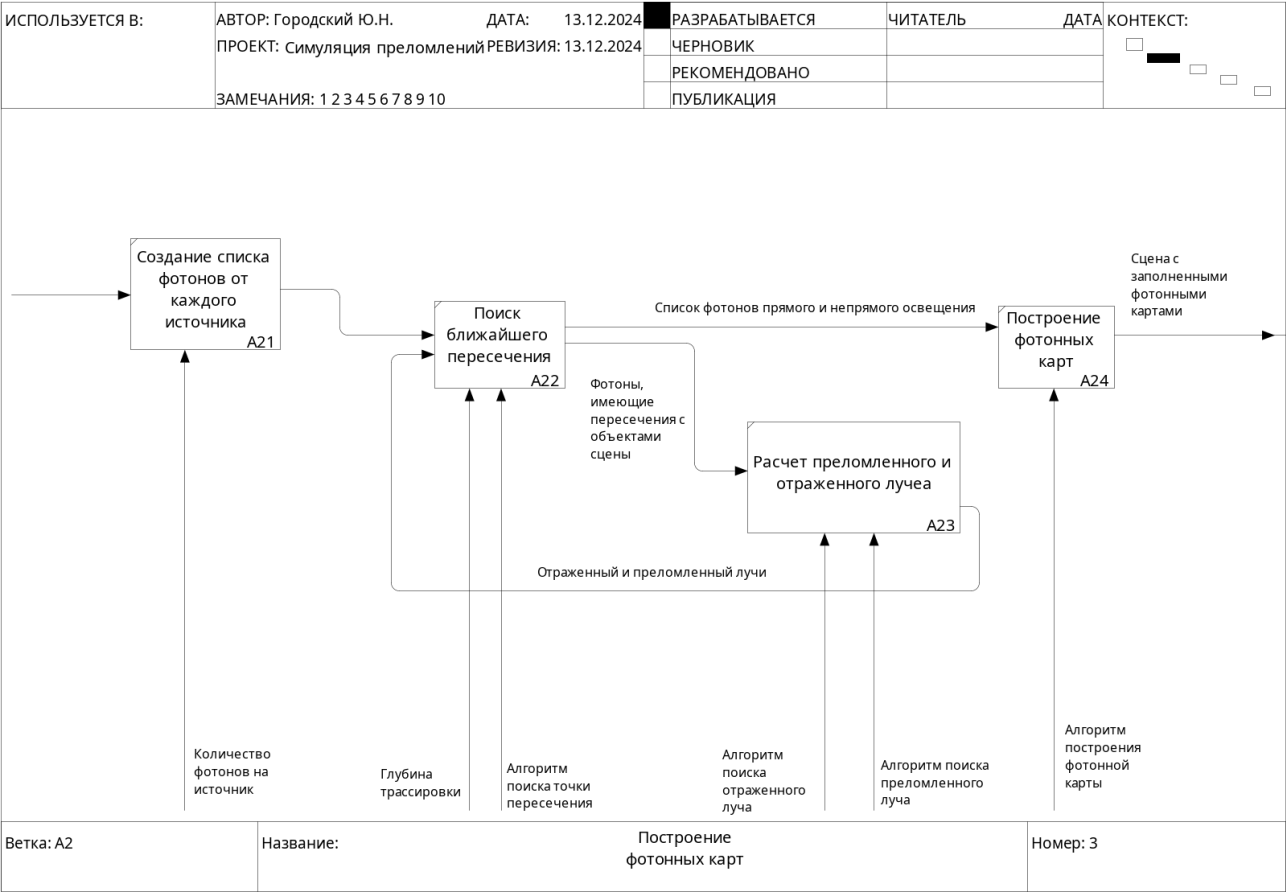 ИСПОЛЬЗУЕТСЯ В:
АВТОР: Городский Ю.Н.
ДАТА: 13.12.2024
ПРОЕКТ: Симуляция преломлений
РЕВИЗИЯ: 13.12.2024
ЗАМЕЧАНИЯ: 1 2 3 4 5 6 7 8 9 10
РАЗРАБАТЫВАЕТСЯ
ЧЕРНОВИК
РЕКОМЕНДОВАНО
ПУБЛИКАЦИЯ
ЧИТАТЕЛЬ
ДАТА
КОНТЕКСТ:
Создание списка
фотонов от
каждого
источника
A21
Поиск
ближайшего
пересечения
A22
Список фотонов прямого и непрямого освещения
Построение
фотонных
карт
A24
Сцена с
заполненными
фотонными
картами
Фотоны,
имеющие
пересечения с
объектами
сцены
Расчет преломленного и
отраженного лучеа
A23
Отраженный и преломленный лучи
Количество
фотонов на
источник
Глубина
трассировки
Алгоритм
поиска точки
пересечения
Алгоритм
поиска
отраженного
луча
Алгоритм поиска
преломленного
луча
Алгоритм
построения
фотонной
карты
Ветка: A2
Название:
Построение
фотонных карт
Номер: 3